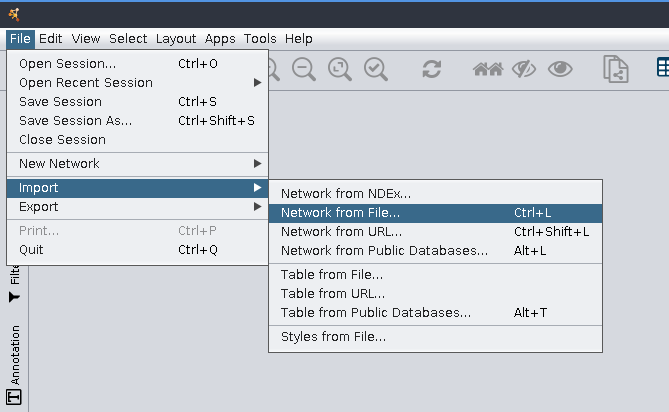 File Edit View Select Layout Apps Tools Help
Open Session... Ctrl+O
Open Recent Session
Save Session Ctrl+S
Save Session As... Ctrl+Shift+S
Close Session
New Network
Import
Export
Print... Ctrl+P
Quit Ctrl+Q
Network from NDEx...
Network from File... Ctrl+L
Network from URL... Ctrl+Shift+L
Network from Public Databases... Alt+L
Table from File...
Table from URL...
Table from Public Databases... Alt+T
Styles from File...
Filte
Annotation